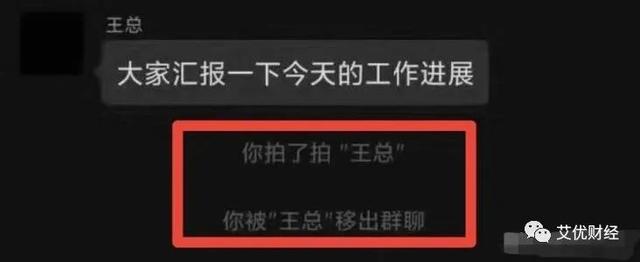 王总
大家汇报一下今天的工作进展
你拍了拍 “王总”
你被"王总"移出群聊
艾优财经